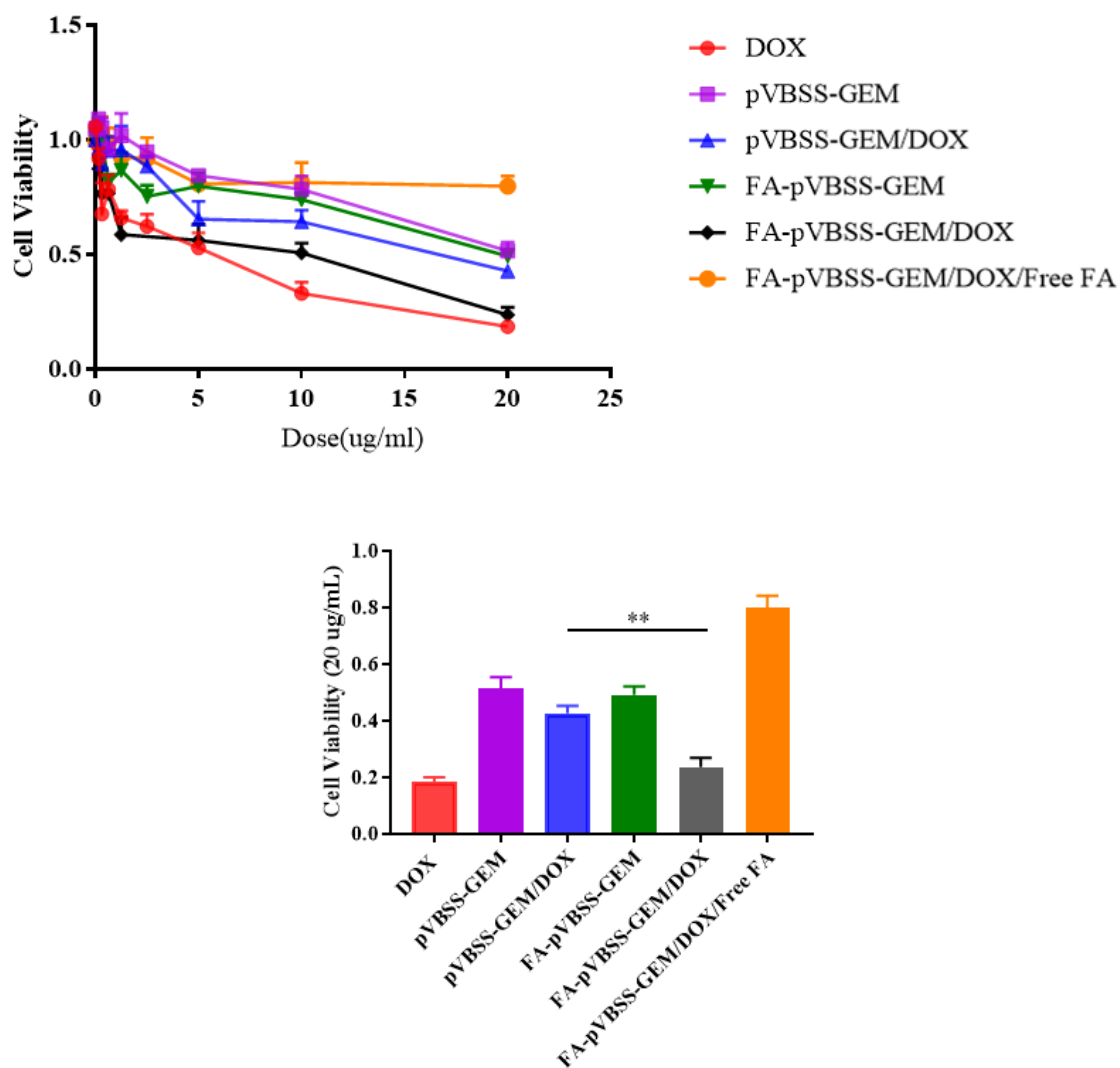 1.5
1.0
0.5
0.0
Cell Viability
0 5 10 15 20 25
Dose(ug/ml)
DOX
pVBSS-GEM
pVBSS-GEM/DOX
FA-pVBSS-GEM
FA-pVBSS-GEM/DOX
FA-pVBSS-GEM/DOX/Free FA
1.0
0.8
0.6
0.4
0.2
0.0
Cell Viability (20 ug/mL)
**
DOX
pVBSS-GEM
pVBSS-GEM/DOX
FA-pVBSS-GEM
FA-pVBSS-GEM/DOX
FA-pVBSS-GEM/DOX/Free FA